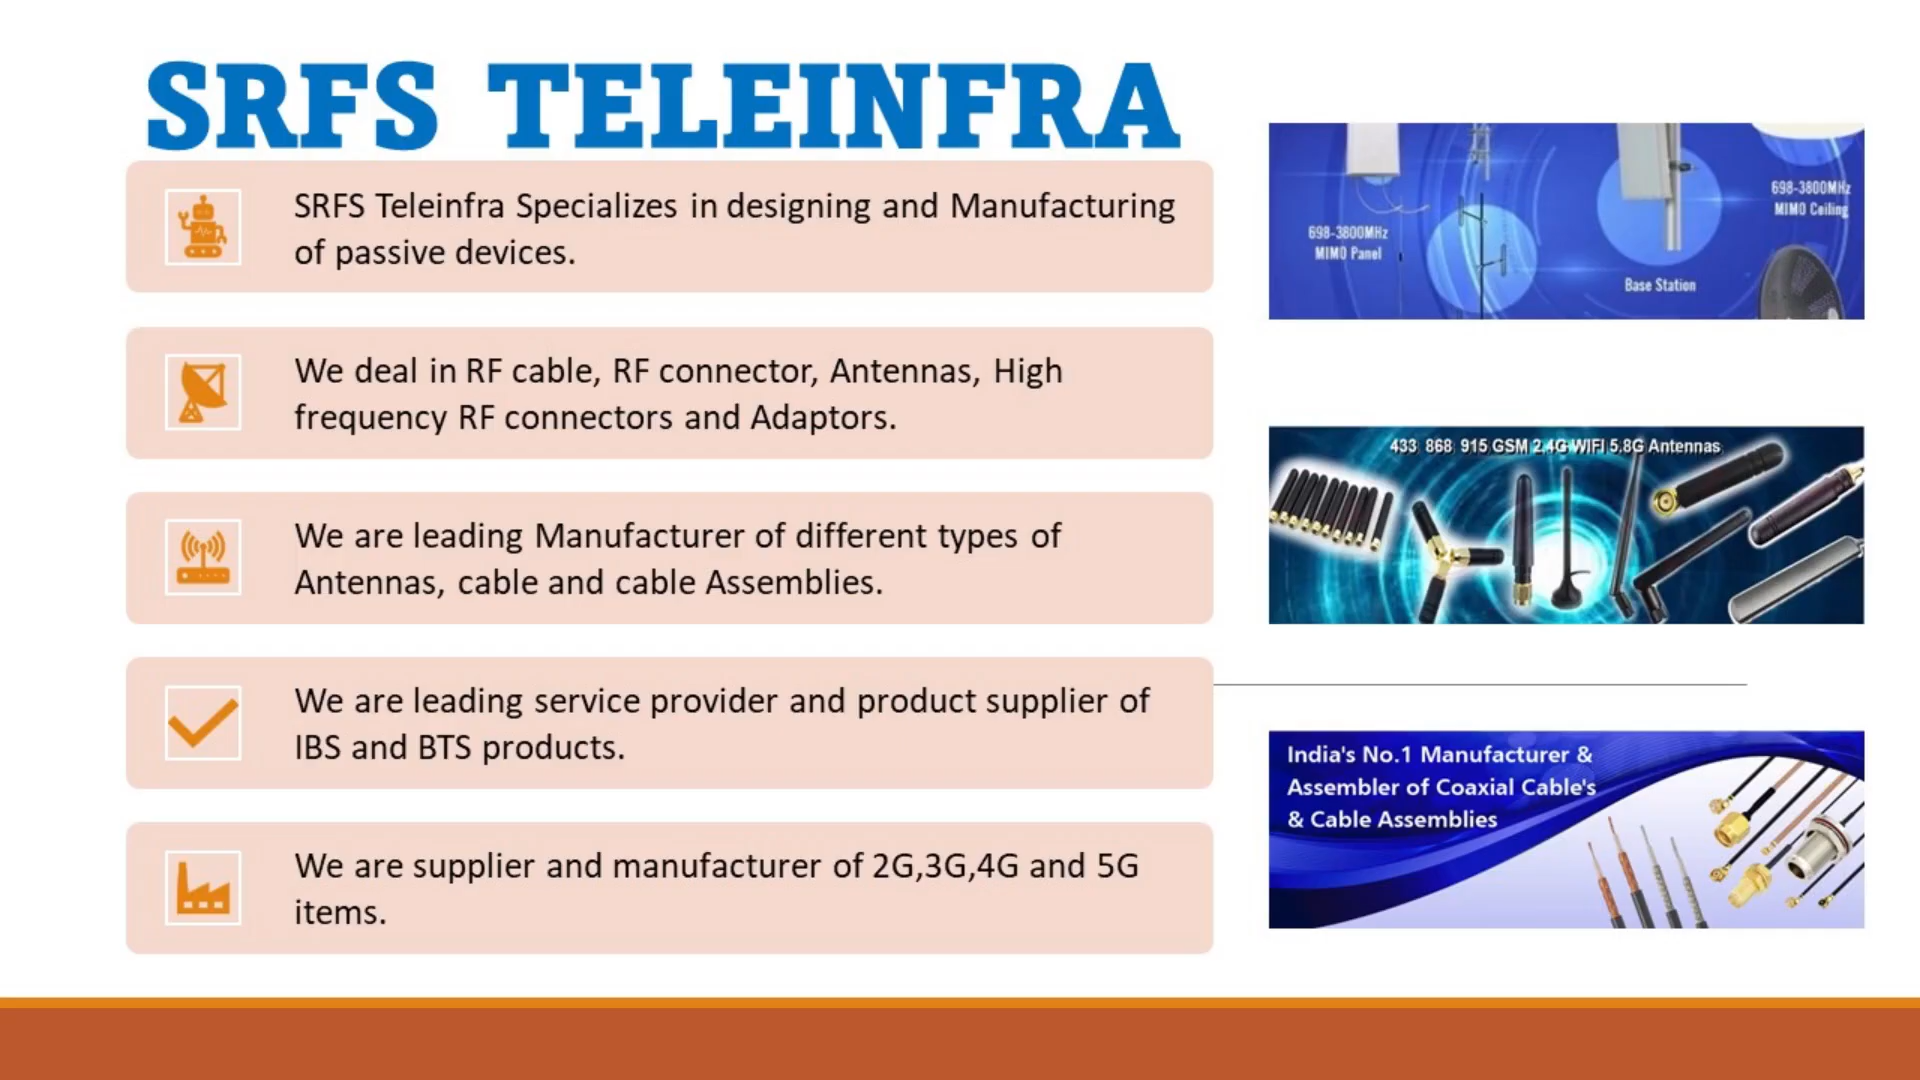 SRFS TELEINFRA
SRFS Teleinfra Specializes in designing and Manufacturing
of passive devices.
We deal in RF cable, RF connector, Antennas, High
frequency RF connectors and Adaptors.
We are leading Manufacturer of different types of
Antennas, cable and cable Assemblies.
We are leading service provider and product supplier of
IBS and BTS products.
We are supplier and manufacturer of 2G,3G,4G and 5G
items.
698-3800MHz
MIMO Panel
Base Station
698-3800MHz
MIMO Ceiling
433 868 915 GSM 2.4G WIFI 5.8G Antennas
India's No.1 Manufacturer &
Assembler of Coaxial Cable's
& Cable Assemblies